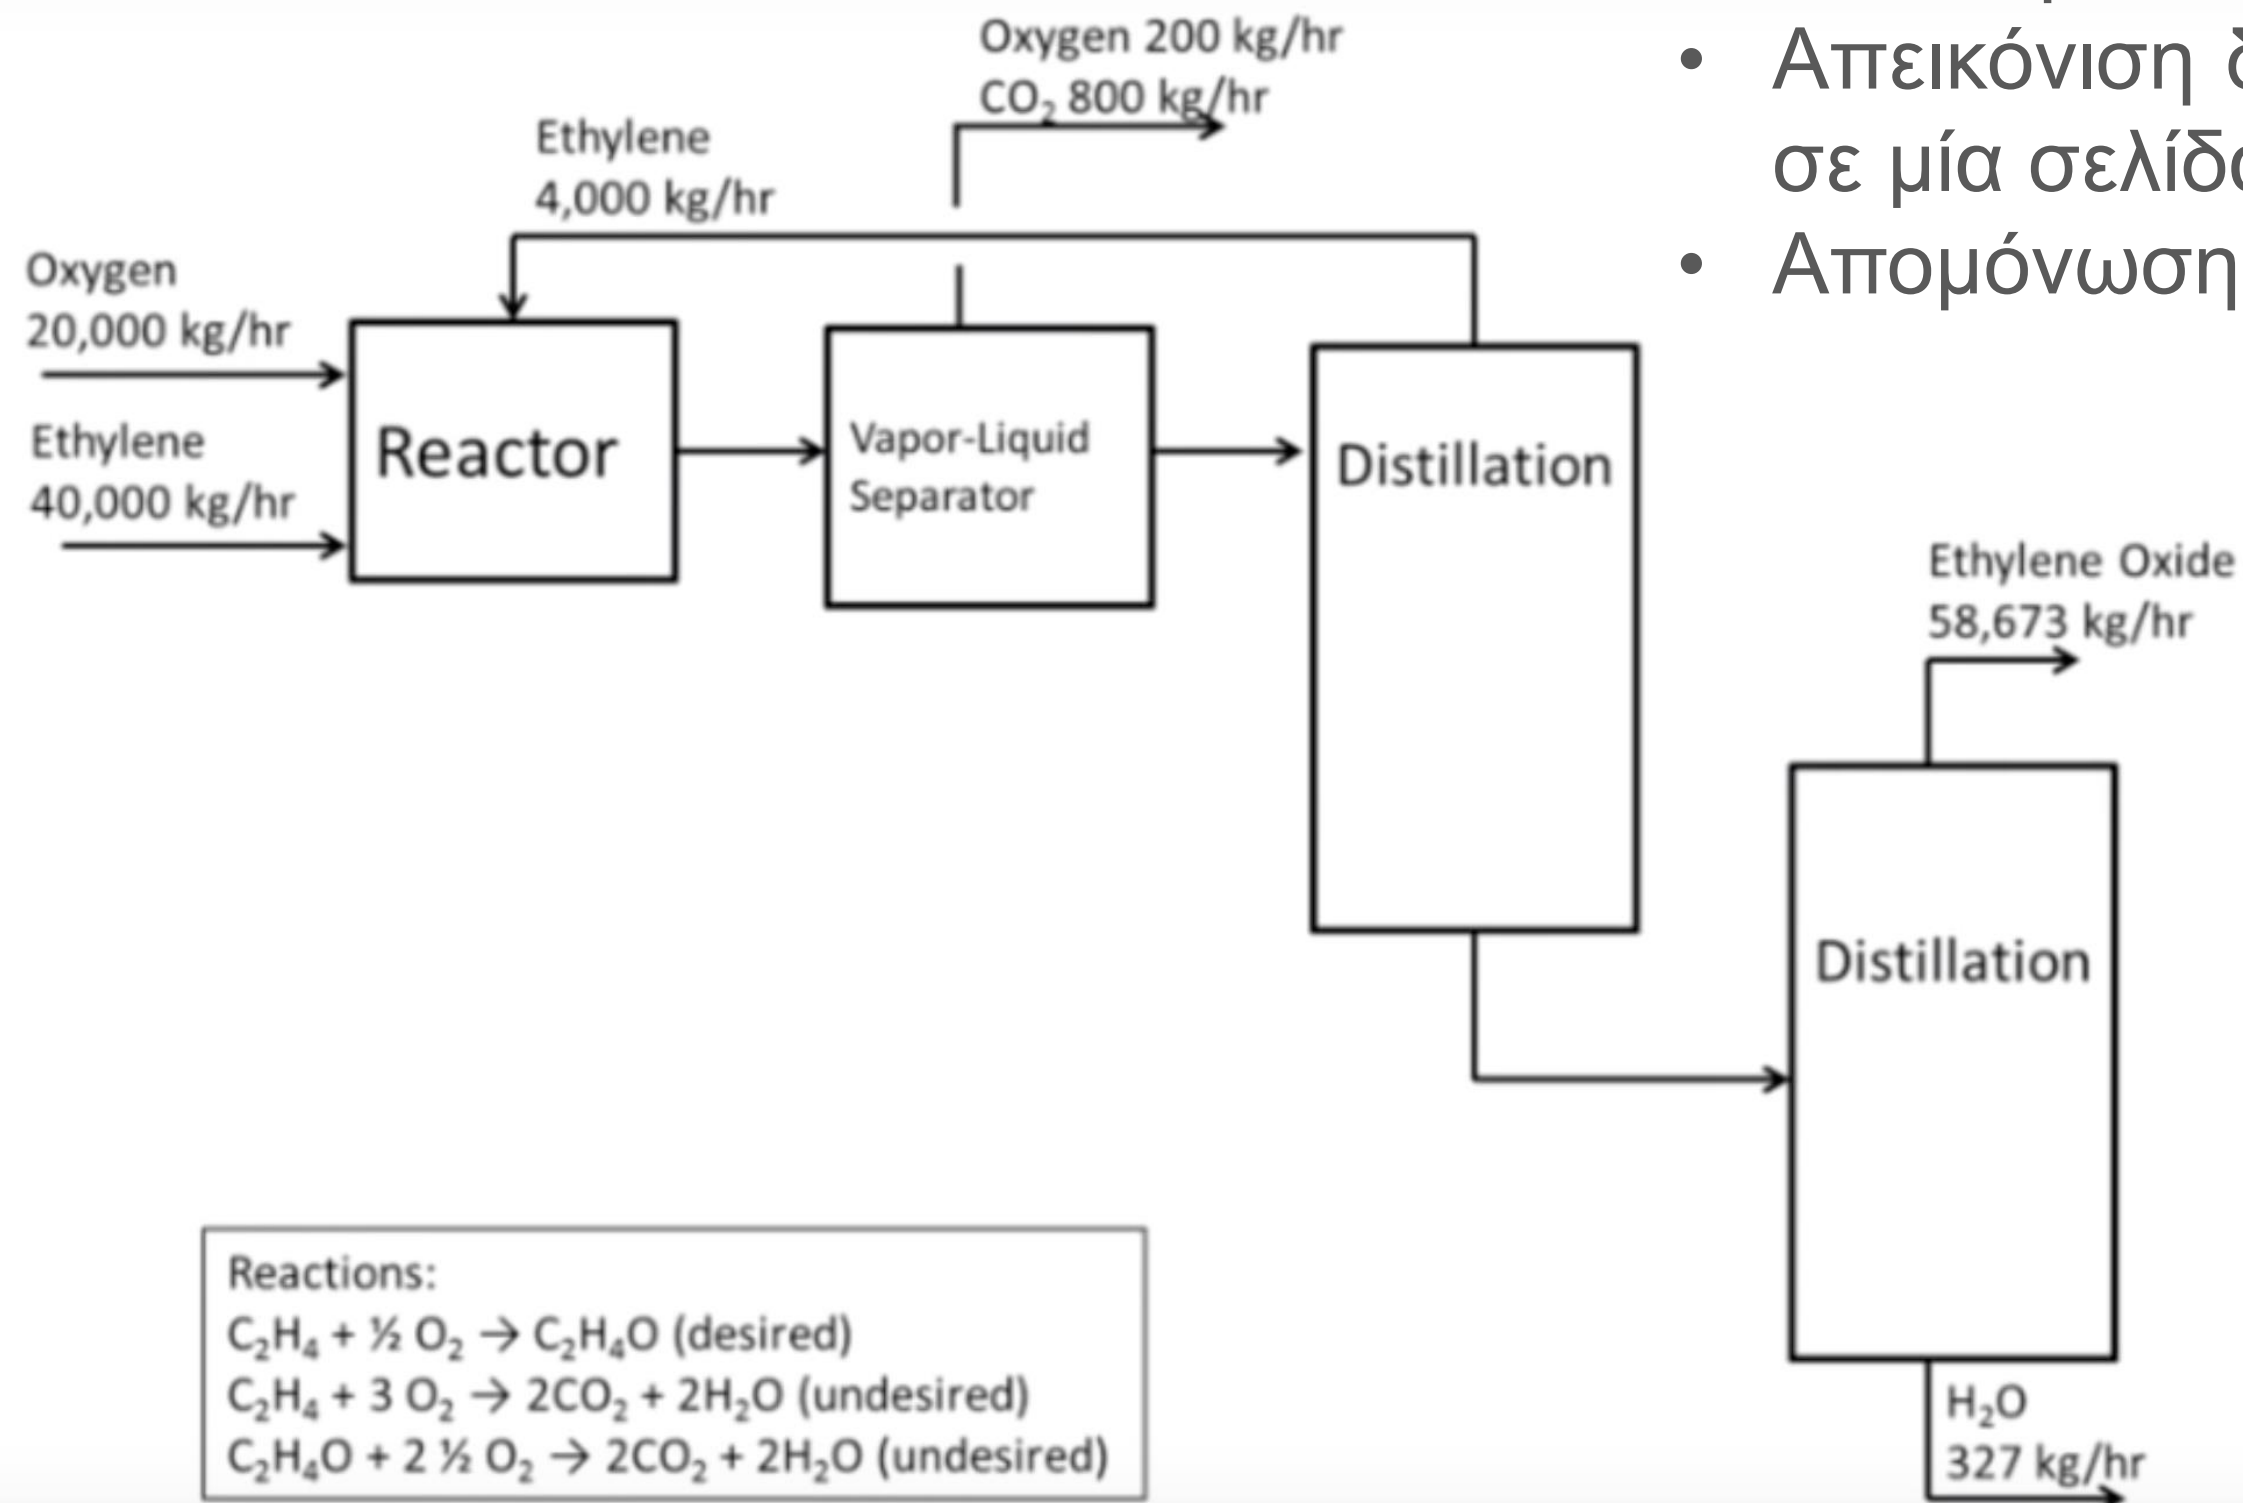 Oxygen 200 kg/hr
CO₂ 800 kg/hr
Ethylene
4,000 kg/hr
Oxygen
20,000 kg/hr
Ethylene
40,000 kg/hr
Reactor
Vapor-Liquid
Separator
Distillation
Ethylene Oxide
58,673 kg/hr
Distillation
H₂O
327 kg/hr
Reactions:
C₂H₄ + ½ O₂ → C₂H₄O (desired)
C₂H₄ + 3 O₂ → 2CO₂ + 2H₂O (undesired)
C₂H₄O + 2 ½ O₂ → 2CO₂ + 2H₂O (undesired)
• Απεικόνιση
σε μία
• Απομόνωση